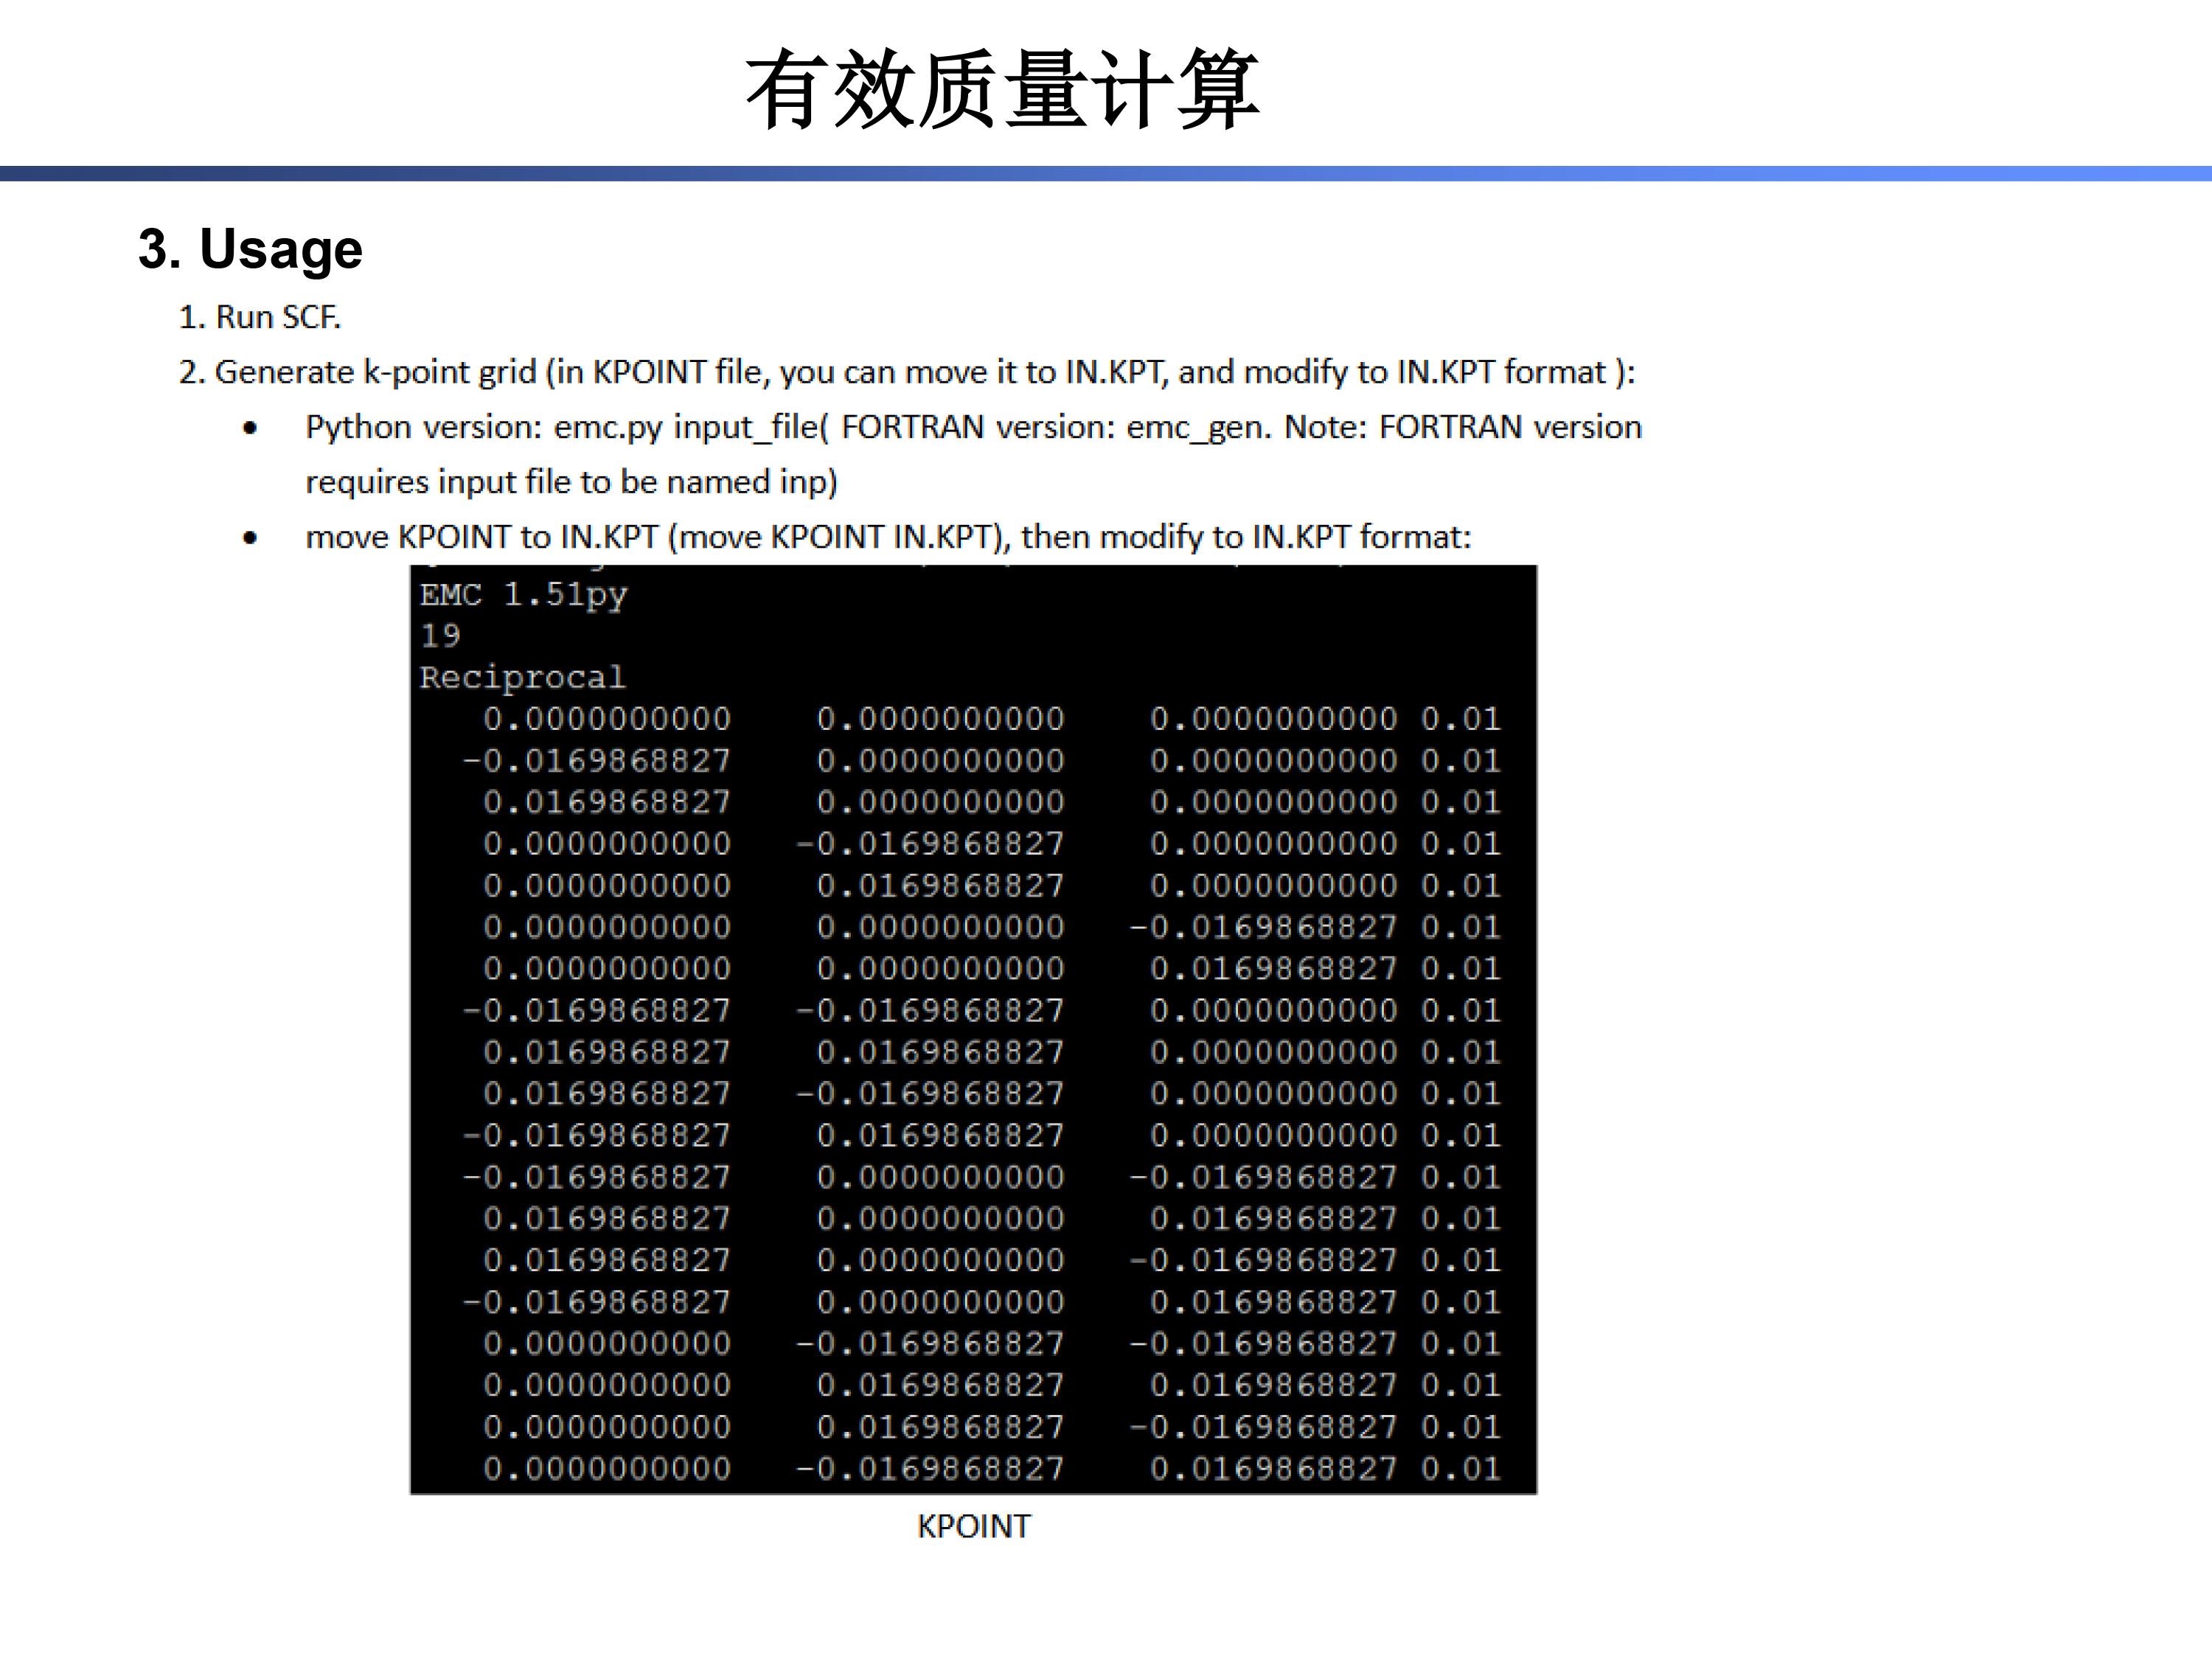 有效质量计算
3. Usage
1. Run SCF.
2. Generate k-point grid (in KPOINT file, you can move it to IN.KPT, and modify to IN.KPT format ):
• Python version: emc.py input_file( FORTRAN version: emc_gen. Note: FORTRAN version
requires input file to be named inp)
• move KPOINT to IN.KPT (move KPOINT IN.KPT), then modify to IN.KPT format:
EMC 1.51py
19
Reciprocal
0.0000000000 0.0000000000 0.0000000000 0.01
-0.0169868827 0.0000000000 0.0000000000 0.01
0.0169868827 0.0000000000 0.0000000000 0.01
0.0000000000 -0.0169868827 0.0000000000 0.01
0.0000000000 0.0169868827 0.0000000000 0.01
0.0000000000 0.0000000000 -0.0169868827 0.01
0.0000000000 0.0000000000 0.0169868827 0.01
-0.0169868827 -0.0169868827 0.0000000000 0.01
0.0169868827 0.0169868827 0.0000000000 0.01
0.0169868827 -0.0169868827 0.0000000000 0.01
-0.0169868827 0.0169868827 0.0000000000 0.01
-0.0169868827 0.0000000000 -0.0169868827 0.01
0.0169868827 0.0000000000 0.0169868827 0.01
0.0169868827 0.0000000000 -0.0169868827 0.01
-0.0169868827 0.0000000000 0.0169868827 0.01
0.0000000000 -0.0169868827 -0.0169868827 0.01
0.0000000000 0.0169868827 0.0169868827 0.01
0.0000000000 0.0169868827 -0.0169868827 0.01
0.0000000000 -0.0169868827 0.0169868827 0.01
KPOINT